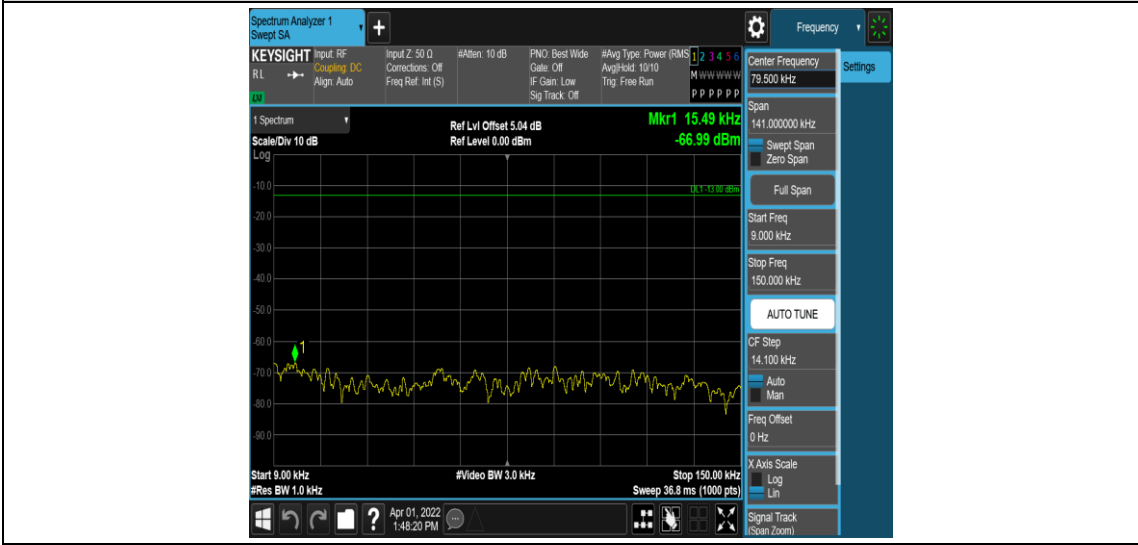 Spectrum Analyzer 1
Swept SA
+
Frequency
KEYSIGHT
RL
LXI
Input: RF
Coupling: DC
Align: Auto
Input Z: 50 Ω
Corrections: Off
Freq Ref: Int (S)
#Atten: 10 dB
PNO: Best Wide
Gate: Off
IF Gain: Low
Sig Track: Off
#Avg Type: Power (RMS
Avg|Hold: 10/10
Trig: Free Run
1 2 3 4 5 6
M W W W W W
P P P P P P
1 Spectrum
Scale/Div 10 dB
Log
Ref Lvl Offset 5.04 dB
Ref Level 0.00 dBm
Mkr1 15.49 kHz
-66.99 dBm
DL1 -13.00 dBm
-10.0
-20.0
-30.0
-40.0
-50.0
-60.0
-70.0
-80.0
-90.0
1
Start 9.00 kHz
#Res BW 1.0 kHz
#Video BW 3.0 kHz
Stop 150.00 kHz
Sweep 36.8 ms (1000 pts)
Center Frequency
79.500 kHz
Settings
Span
141.000000 kHz
Swept Span
Zero Span
Full Span
Start Freq
9.000 kHz
Stop Freq
150.000 kHz
AUTO TUNE
CF Step
14.100 kHz
Auto
Man
Freq Offset
0 Hz
X Axis Scale
Log
Lin
Signal Track
(Span Zoom)
?
Apr 01, 2022
1:48:20 PM